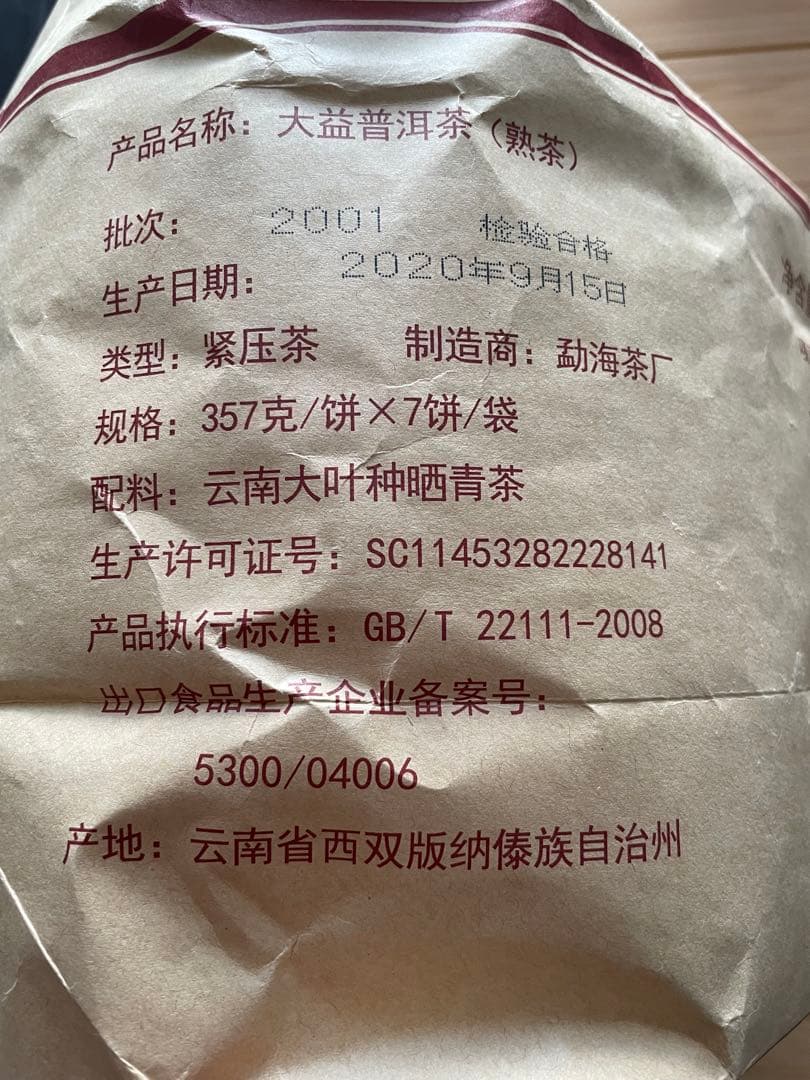 产品名称：大益普洱茶（熟茶）
批次： 2001 检验合格
生产日期： 2020年9月15日
类型：紧压茶 制造商：勐海茶厂
规格：357克/饼×7饼/袋
配料：云南大叶种晒青茶
生产许可证号：SC11453282228141
产品执行标准：GB/T 22111-2008
出口食品生产企业备案号：
5300/04006
产地：云南省西双版纳傣族自治州